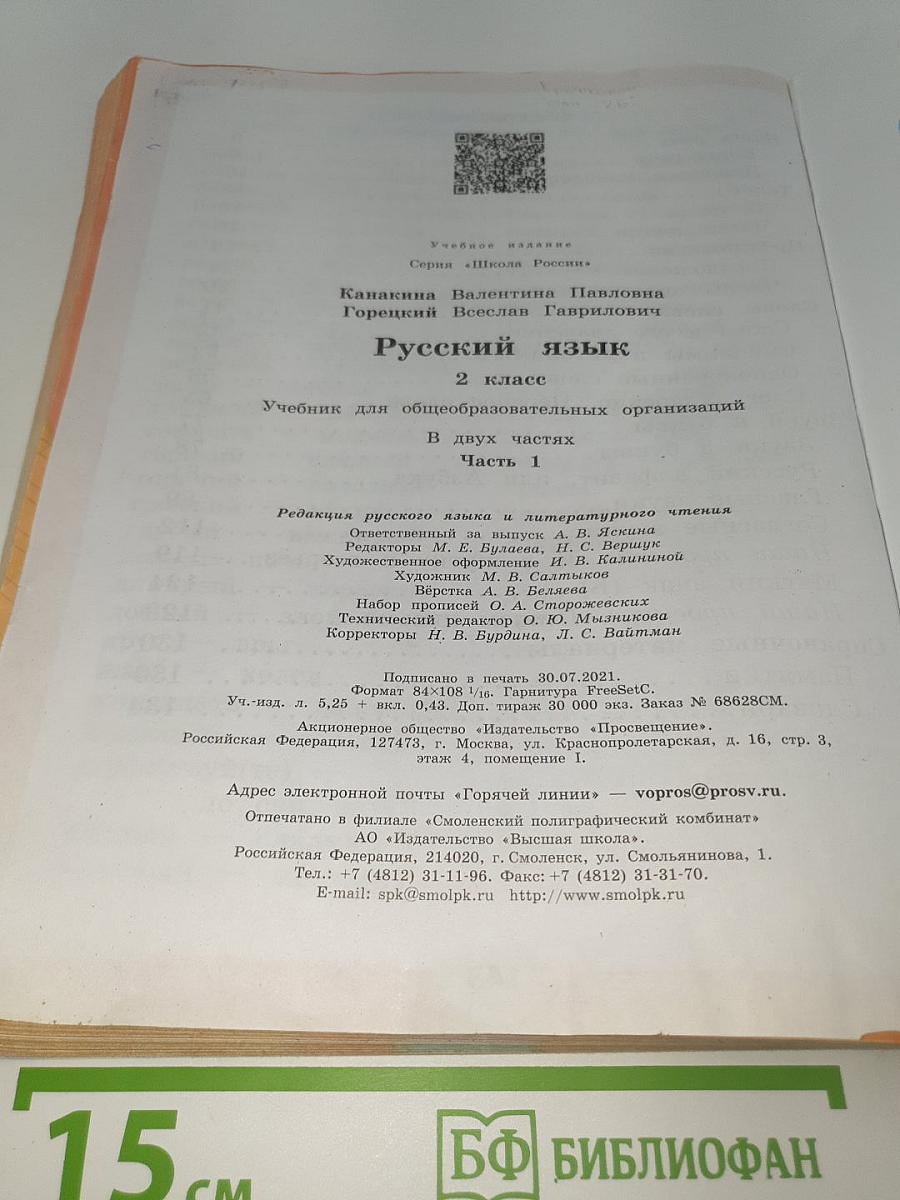 Учебное издание
Серия «Школа России»
Канакина Валентина Павловна
Горецкий Всеслав Гаврилович
Русский язык
2 класс
Учебник для общеобразовательных организаций
В двух частях
Часть 1
Редакция русского языка и литературного чтения
Ответственный за выпуск А. В. Яскина
Редакторы М. Е. Булаева, Н. С. Вершук
Художественное оформление И. В. Калининой
Художник М. В. Салтыков
Вёрстка А. В. Беляева
Набор прописей О. А. Сторожевских
Технический редактор О. Ю. Мызникова
Корректоры Н. В. Бурдина, Л. С. Вайтман
Подписано в печать 30.07.2021.
Формат 84×108 1/16. Гарнитура FreeSetC.
Уч.-изд. л. 5,25 + вкл. 0,43. Доп. тираж 30 000 экз. Заказ № 68628СМ.
Акционерное общество «Издательство «Просвещение».
Российская Федерация, 127473, г. Москва, ул. Краснопролетарская, д. 16, стр. 3,
этаж 4, помещение I.
Адрес электронной почты «Горячей линии» — vopros@prosv.ru.
Отпечатано в филиале «Смоленский полиграфический комбинат»
АО «Издательство «Высшая школа».
Российская Федерация, 214020, г. Смоленск, ул. Смольянинова, 1.
Тел.: +7 (4812) 31-11-96. Факс: +7 (4812) 31-31-70.
E-mail: spk@smolpk.ru http://www.smolpk.ru
15 см
БФ БИБЛИОФАН